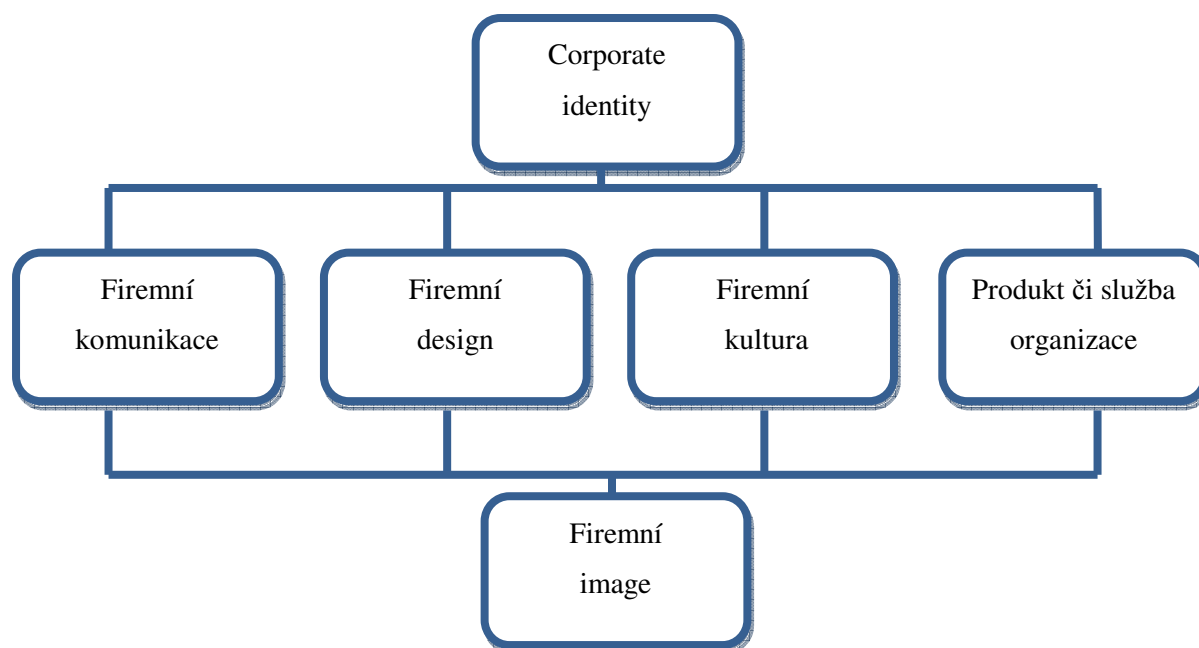 Corporate
identity
Firemní
komunikace
Firemní
design
Firemní
kultura
Produkt či služba
organizace
Firemní
image